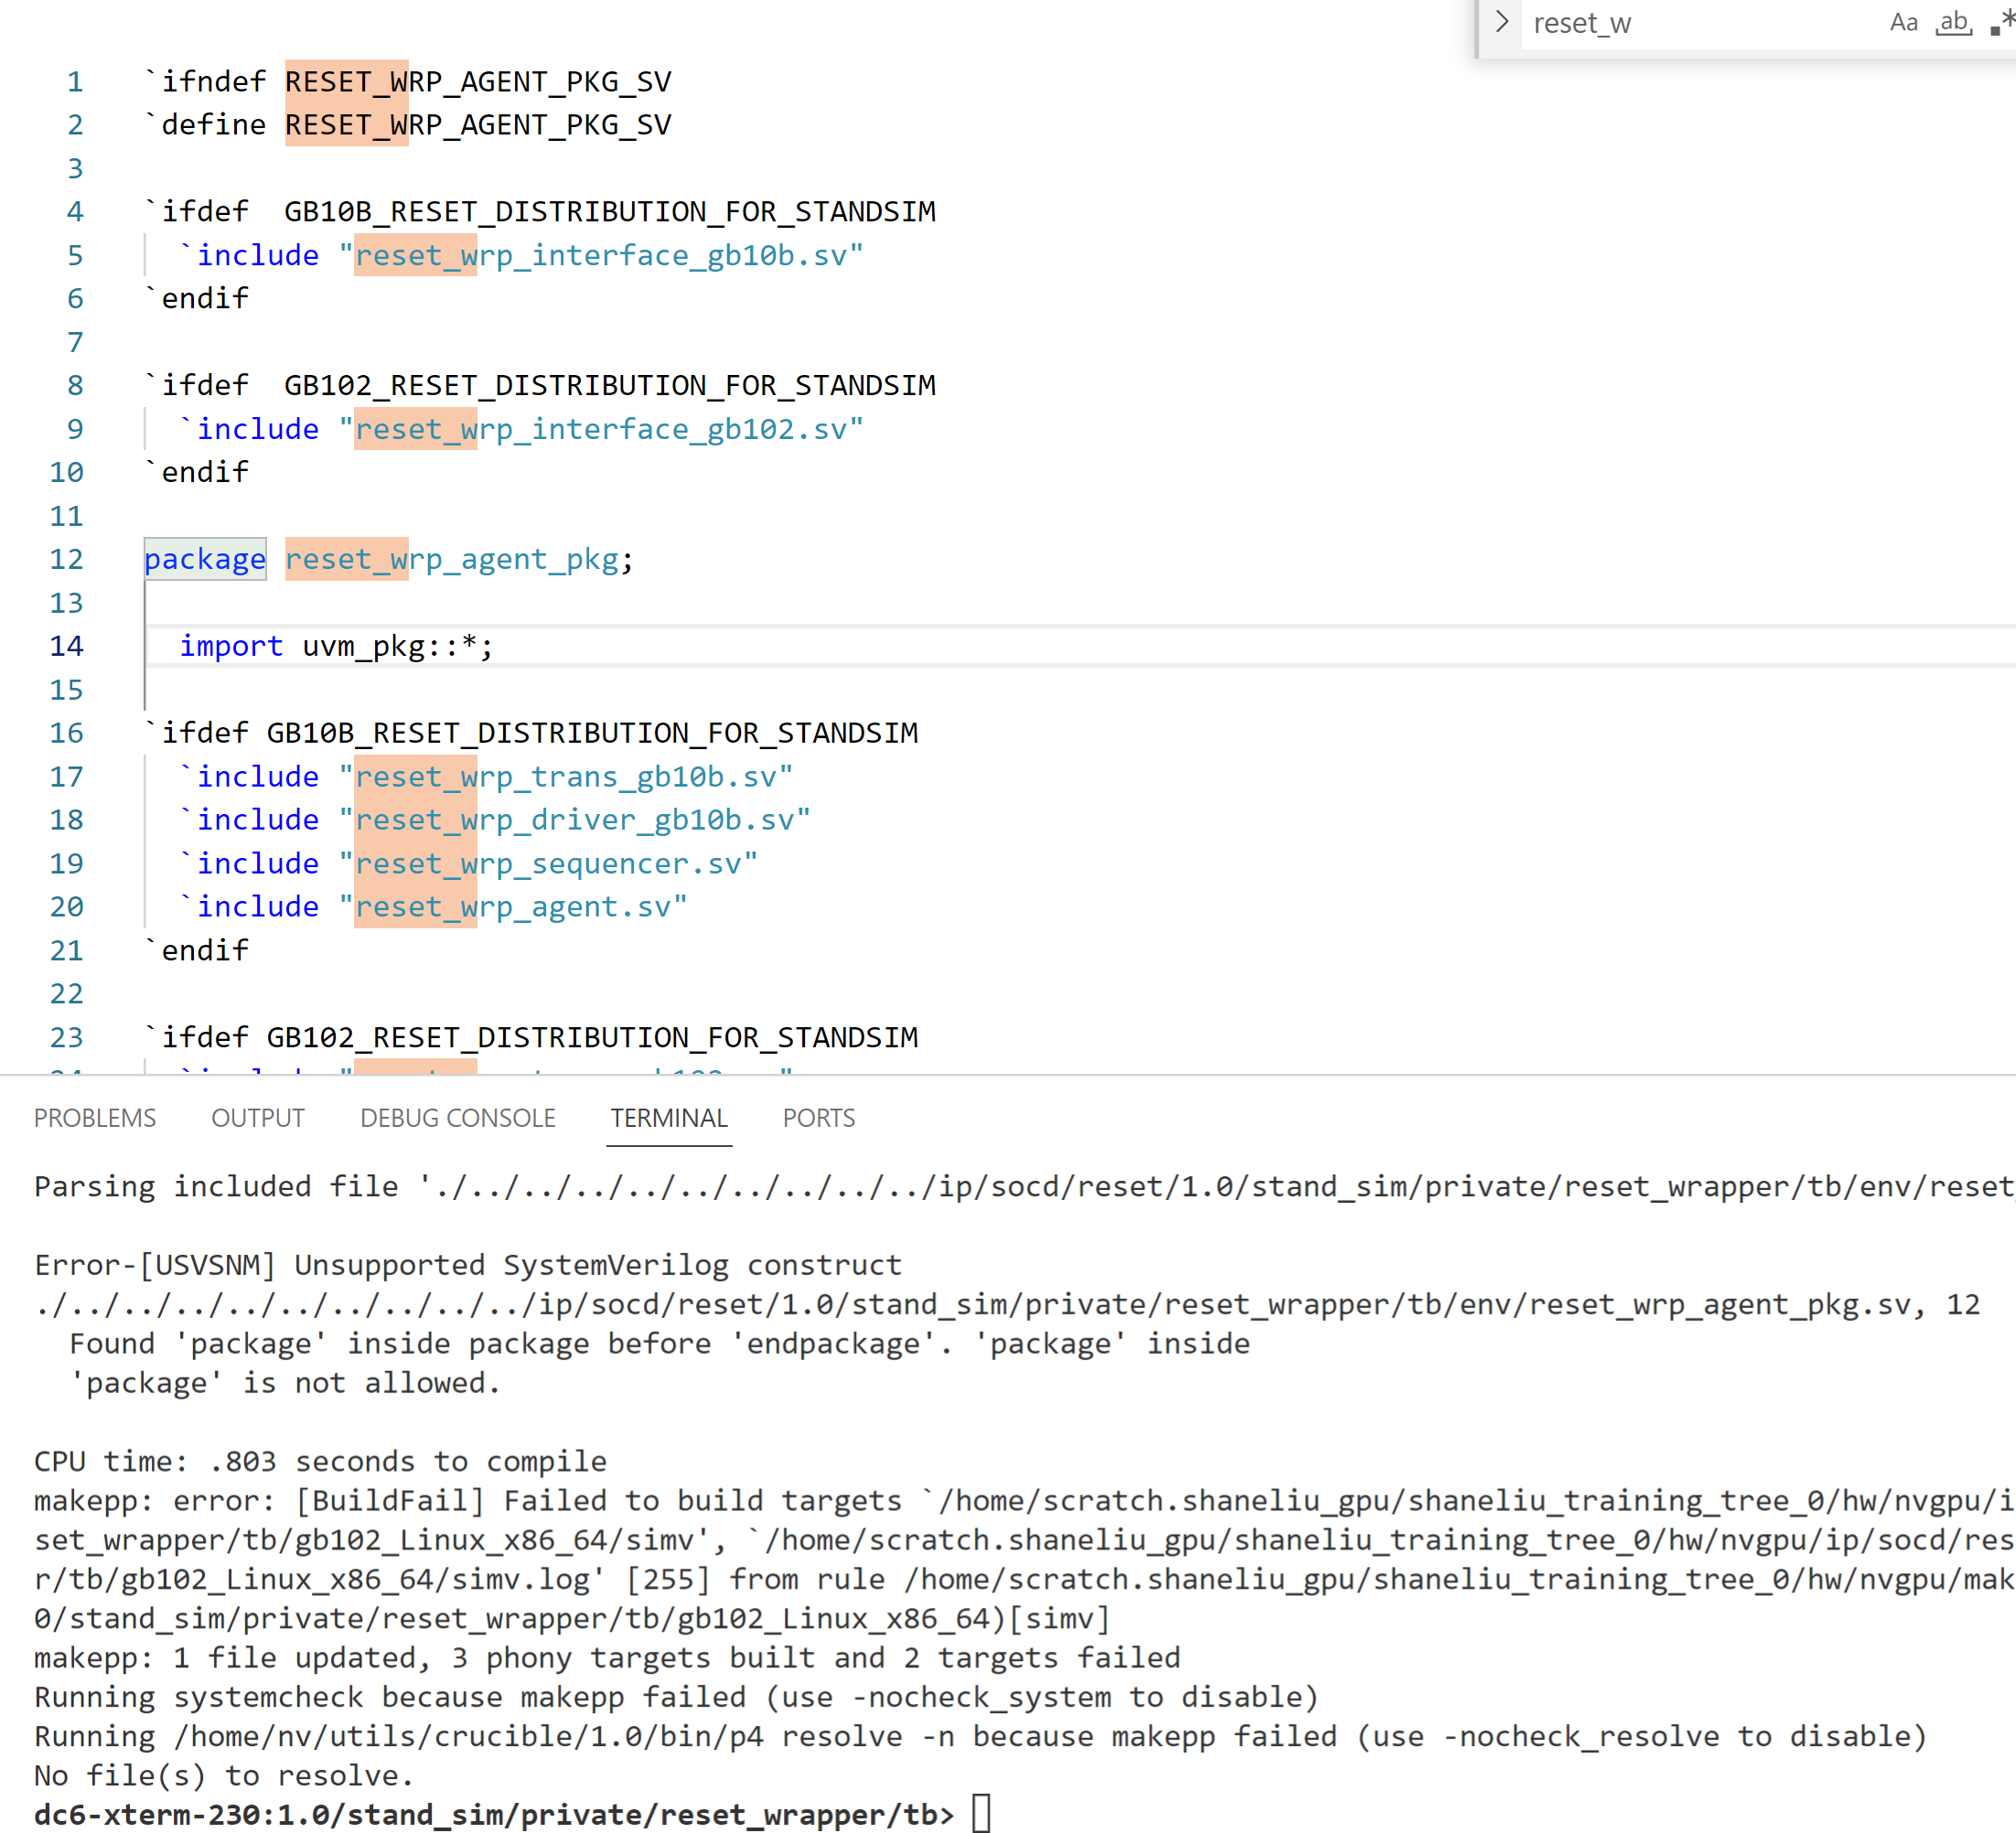 reset_w Aa ab .*
1 `ifndef RESET_WRP_AGENT_PKG_SV
2 `define RESET_WRP_AGENT_PKG_SV
3
4 `ifdef  GB10B_RESET_DISTRIBUTION_FOR_STANDSIM
5   `include "reset_wrp_interface_gb10b.sv"
6 `endif
7
8 `ifdef  GB102_RESET_DISTRIBUTION_FOR_STANDSIM
9   `include "reset_wrp_interface_gb102.sv"
10 `endif
11
12 package reset_wrp_agent_pkg;
13
14   import uvm_pkg::*;
15
16 `ifdef GB10B_RESET_DISTRIBUTION_FOR_STANDSIM
17   `include "reset_wrp_trans_gb10b.sv"
18   `include "reset_wrp_driver_gb10b.sv"
19   `include "reset_wrp_sequencer.sv"
20   `include "reset_wrp_agent.sv"
21 `endif
22
23 `ifdef GB102_RESET_DISTRIBUTION_FOR_STANDSIM
PROBLEMS OUTPUT DEBUG CONSOLE TERMINAL PORTS
Parsing included file './../../../../../../../../../ip/socd/reset/1.0/stand_sim/private/reset_wrapper/tb/env/reset
Error-[USVSNM] Unsupported SystemVerilog construct
./../../../../../../../../../ip/socd/reset/1.0/stand_sim/private/reset_wrapper/tb/env/reset_wrp_agent_pkg.sv, 12
  Found 'package' inside package before 'endpackage'. 'package' inside
  'package' is not allowed.
CPU time: .803 seconds to compile
makepp: error: [BuildFail] Failed to build targets `/home/scratch.shaneliu_gpu/shaneliu_training_tree_0/hw/nvgpu/i
set_wrapper/tb/gb102_Linux_x86_64/simv', `/home/scratch.shaneliu_gpu/shaneliu_training_tree_0/hw/nvgpu/ip/socd/res
r/tb/gb102_Linux_x86_64/simv.log' [255] from rule /home/scratch.shaneliu_gpu/shaneliu_training_tree_0/hw/nvgpu/mak
0/stand_sim/private/reset_wrapper/tb/gb102_Linux_x86_64)[simv]
makepp: 1 file updated, 3 phony targets built and 2 targets failed
Running systemcheck because makepp failed (use -nocheck_system to disable)
Running /home/nv/utils/crucible/1.0/bin/p4 resolve -n because makepp failed (use -nocheck_resolve to disable)
No file(s) to resolve.
dc6-xterm-230:1.0/stand_sim/private/reset_wrapper/tb>